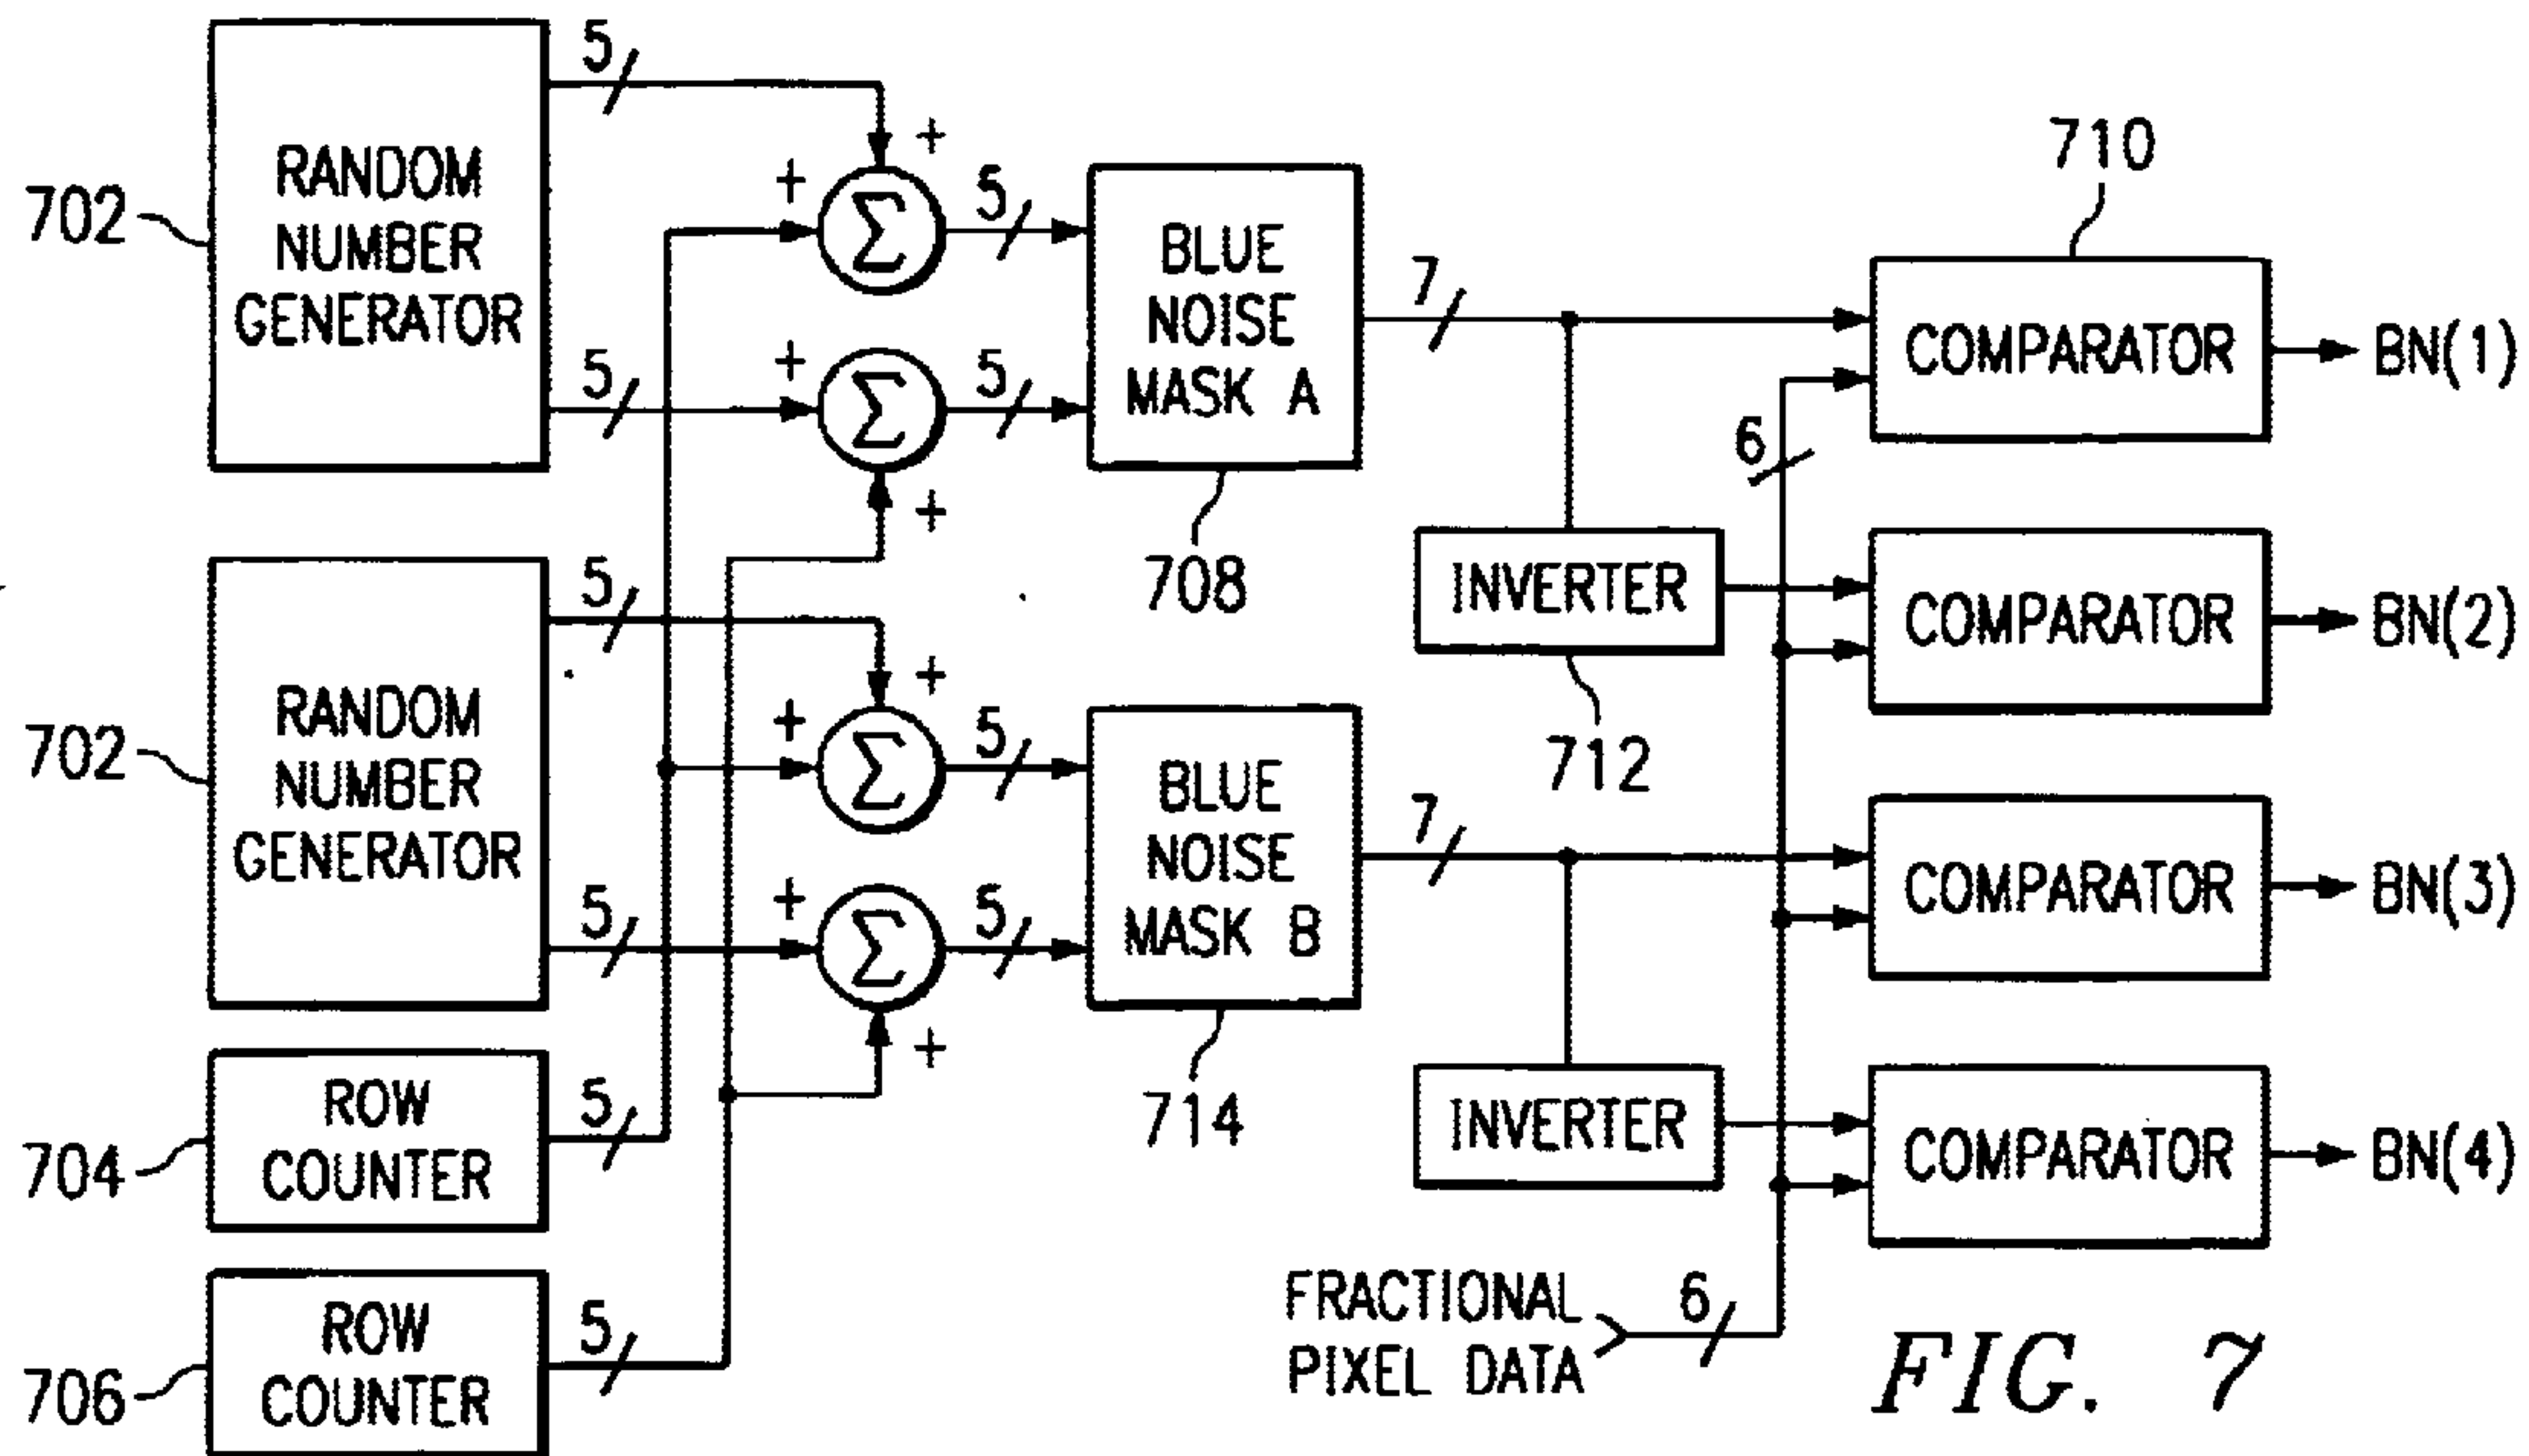 702
RANDOM
NUMBER
GENERATOR
5
5
+
+
Σ
5
+
Σ
5
+
BLUE
NOISE
MASK A
708
7
710
COMPARATOR
BN(1)
6
INVERTER
712
COMPARATOR
BN(2)
702
RANDOM
NUMBER
GENERATOR
5
5
+
+
Σ
5
+
Σ
5
+
BLUE
NOISE
MASK B
714
7
COMPARATOR
BN(3)
INVERTER
COMPARATOR
BN(4)
704
ROW
COUNTER
5
706
ROW
COUNTER
5
FRACTIONAL
PIXEL DATA
6
FIG. 7